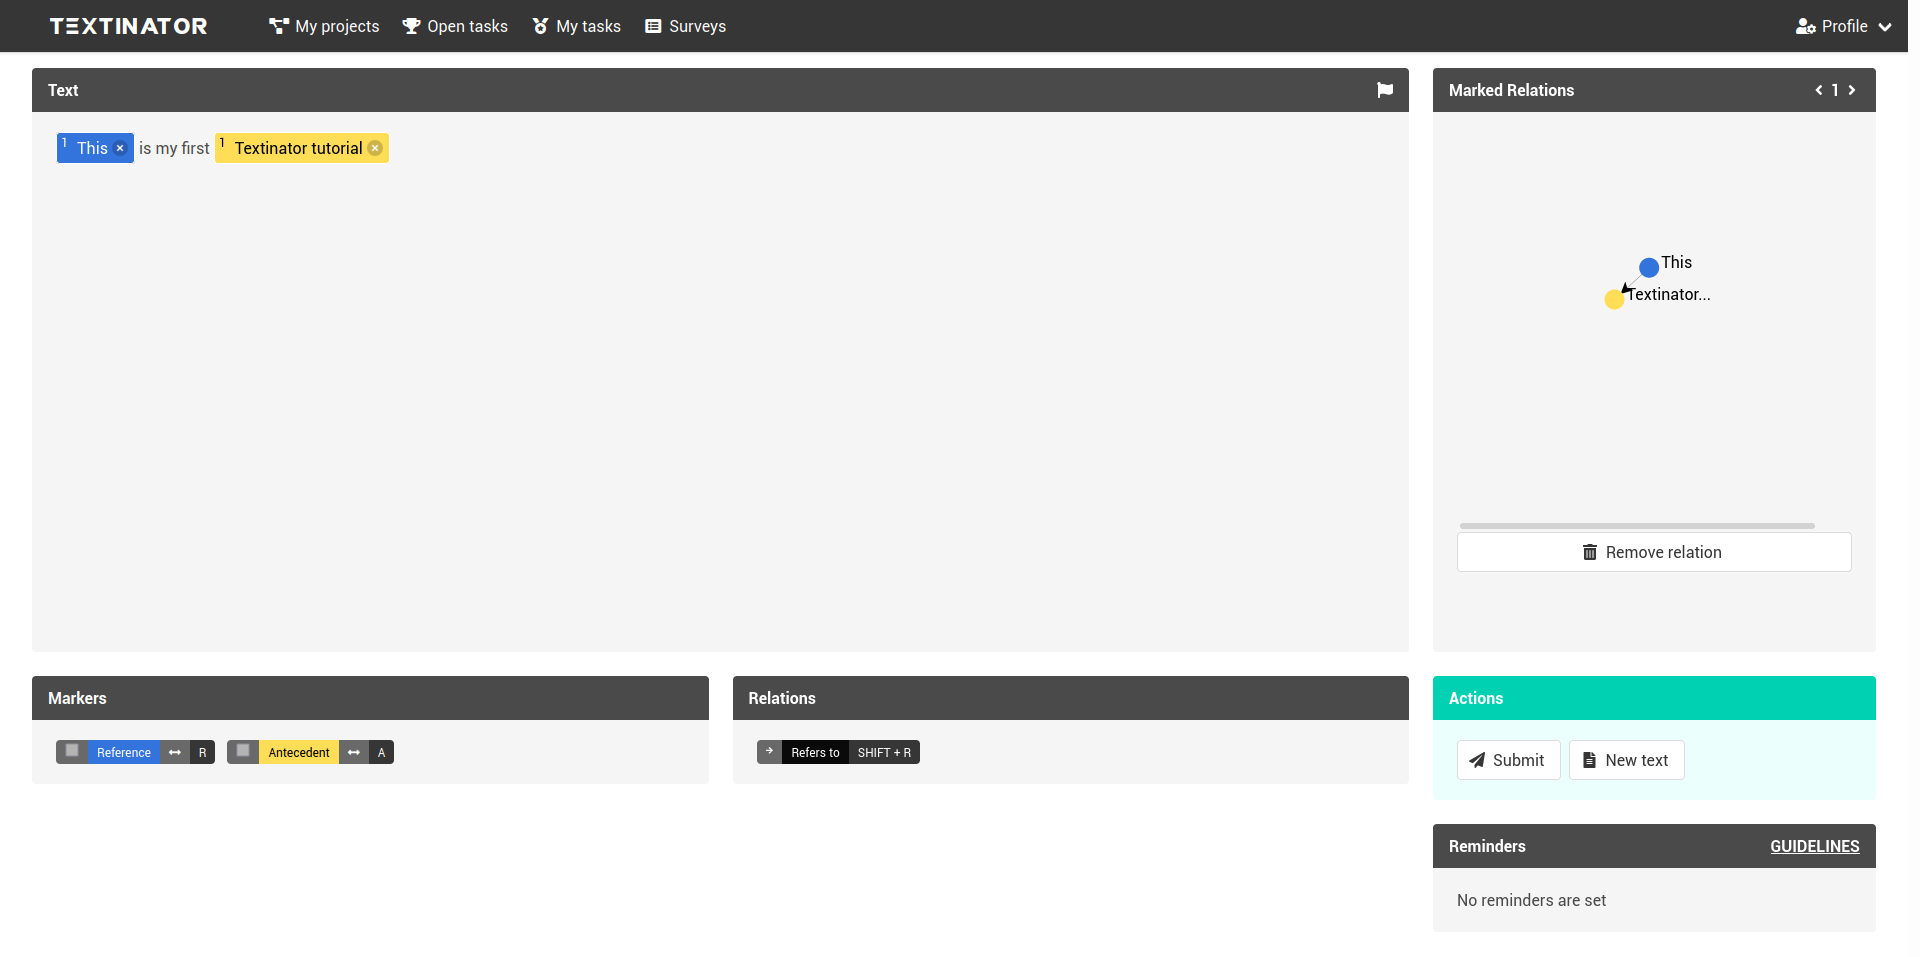 TEXTINATOR My projects Open tasks My tasks Surveys Profile
Text
1 This is my first 1 Textinator tutorial
Marked Relations 1
This
Textinator...
Remove relation
Markers
Reference R Antecedent A
Relations
Refers to SHIFT + R
Actions
Submit New text
Reminders GUIDELINES
No reminders are set